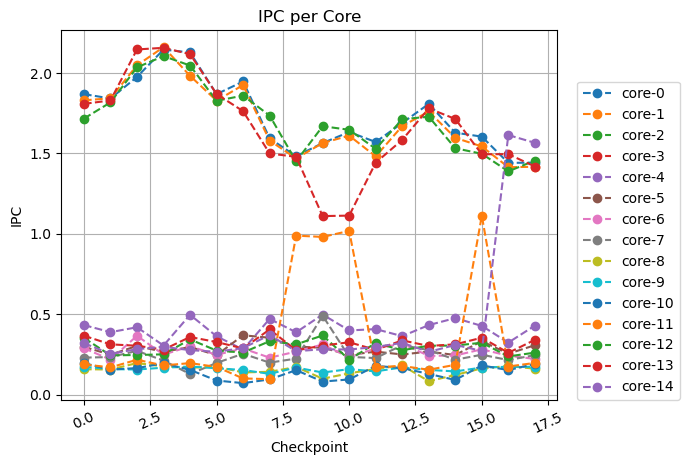 IPC per Core
IPC
2.0
1.5
1.0
0.5
0.0
0.0
2.5
5.0
7.5
10.0
12.5
15.0
17.5
Checkpoint
core-0
core-1
core-2
core-3
core-4
core-5
core-6
core-7
core-8
core-9
core-10
core-11
core-12
core-13
core-14